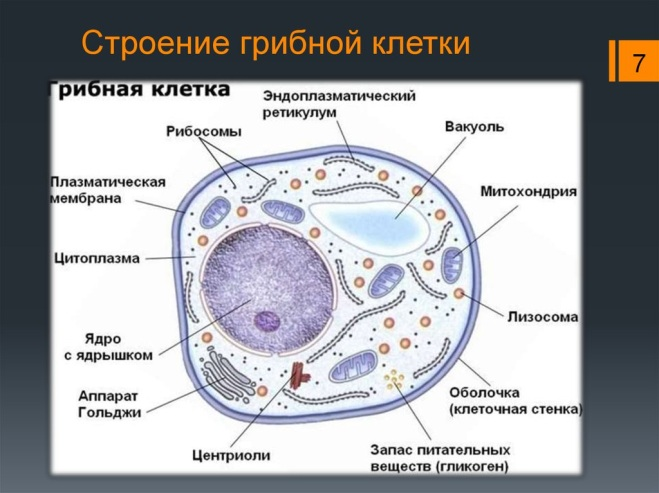 Строение грибной клетки
7
Грибная клетка
Эндоплазматический
ретикулум
Рибосомы
Вакуоль
Плазматическая
мембрана
Митохондрия
Цитоплазма
Лизосома
Ядро
с ядрышком
Аппарат
Гольджи
Оболочка
(клеточная стенка)
Центриоли
Запас питательных
веществ (гликоген)